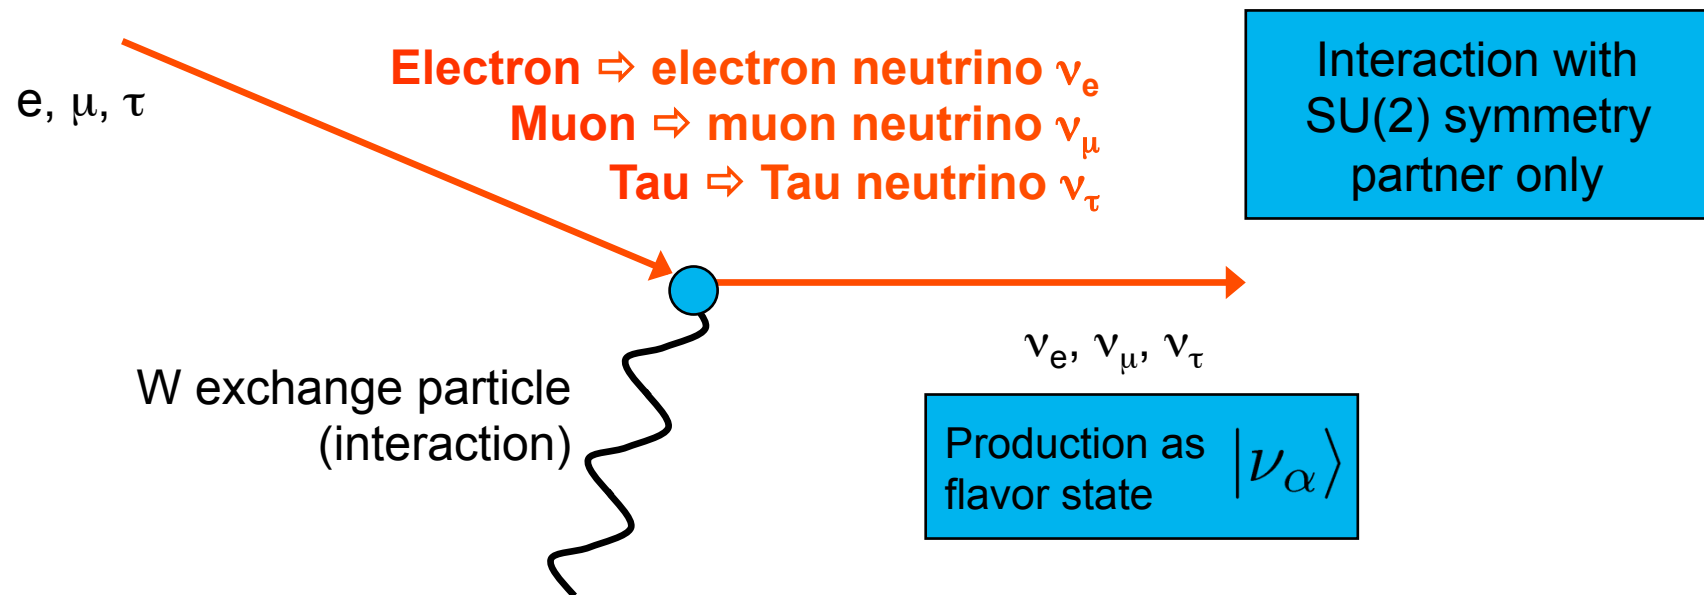 Electron ⇨ electron neutrino νe
Muon ⇨ muon neutrino νμ
Tau ⇨ Tau neutrino ντ
e, μ, τ
Interaction with
SU(2) symmetry
partner only
νe, νμ, ντ
W exchange particle
(interaction)
Production as
flavor state
|να⟩